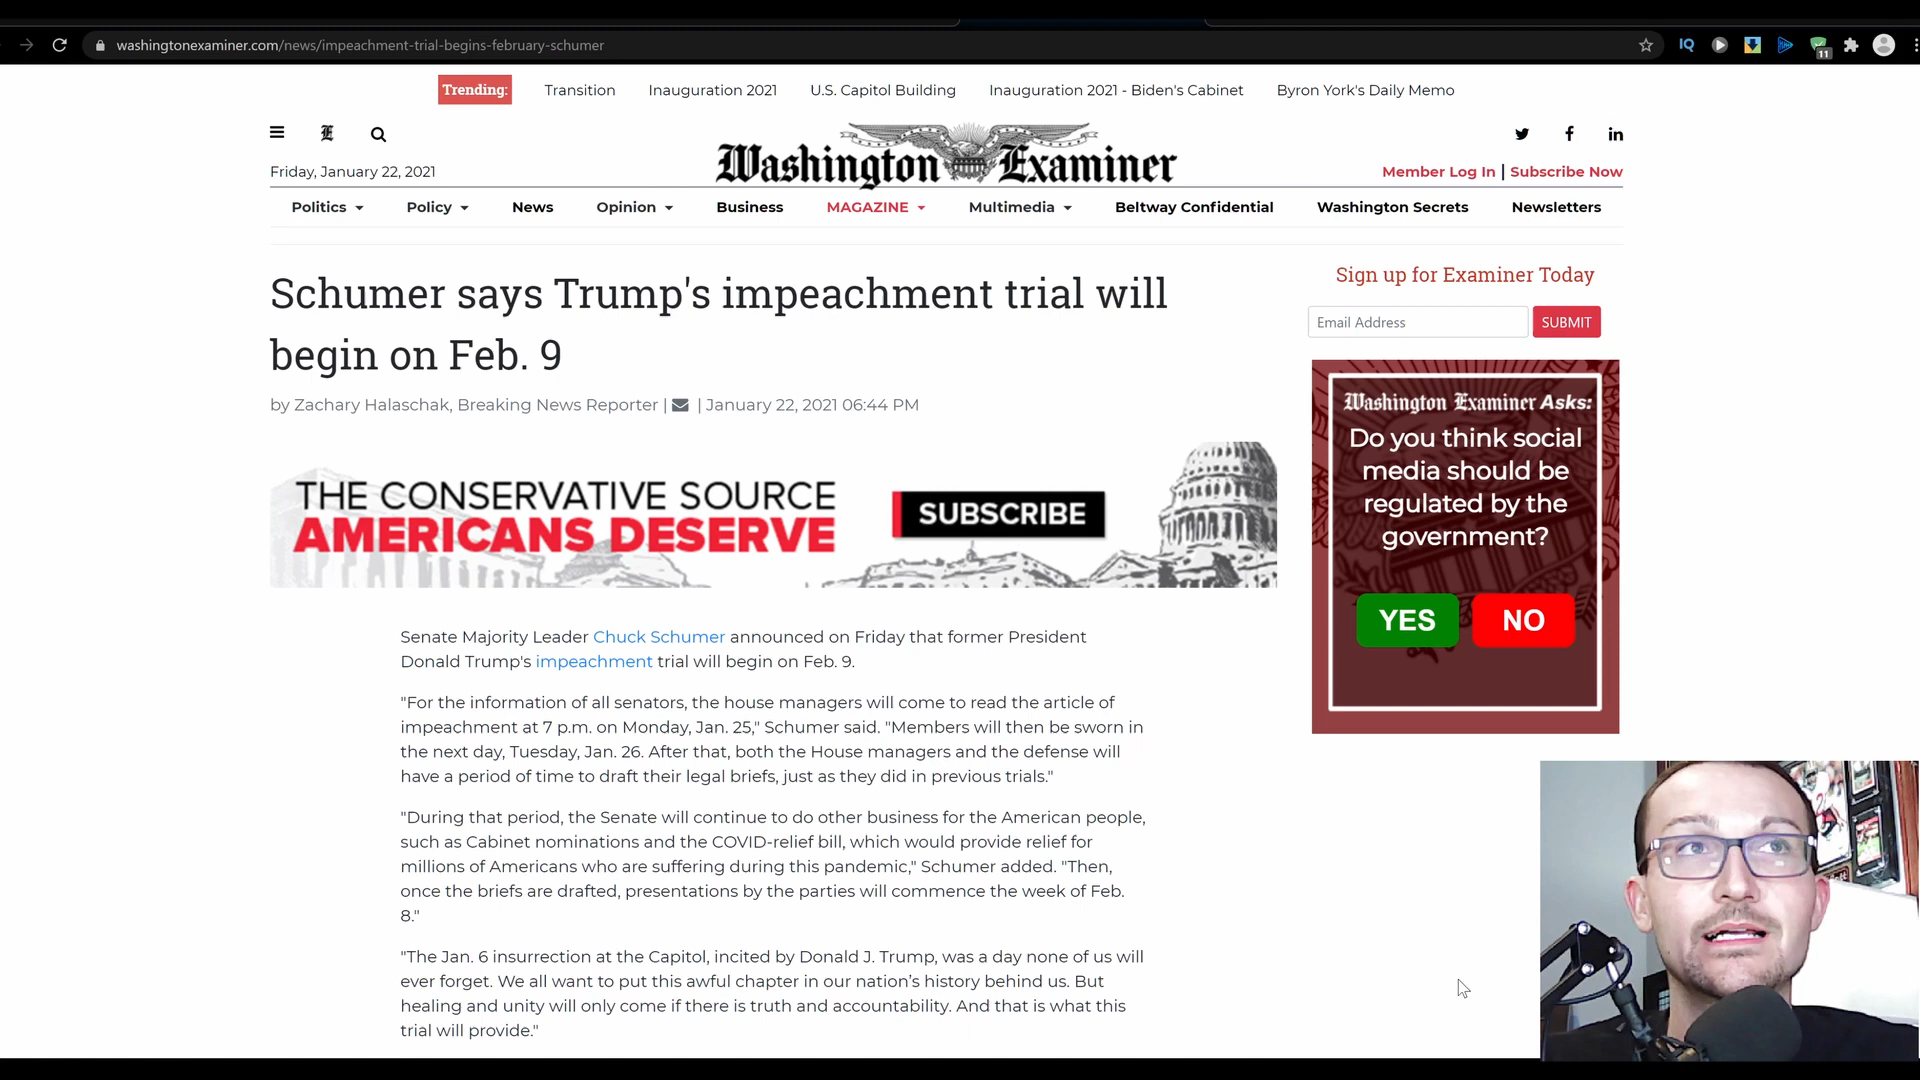 washingtonexaminer.com/news/impeachment-trial-begins-february-schumer
IQ
11
Trending: Transition Inauguration 2021 U.S. Capitol Building Inauguration 2021 - Biden's Cabinet Byron York's Daily Memo
E
Washington Examiner
Friday, January 22, 2021
Member Log In | Subscribe Now
Politics Policy News Opinion Business MAGAZINE Multimedia Beltway Confidential Washington Secrets Newsletters
Schumer says Trump's impeachment trial will
begin on Feb. 9
by Zachary Halaschak, Breaking News Reporter | | January 22, 2021 06:44 PM
THE CONSERVATIVE SOURCE
AMERICANS DESERVE
SUBSCRIBE
Senate Majority Leader Chuck Schumer announced on Friday that former President
Donald Trump's impeachment trial will begin on Feb. 9.
"For the information of all senators, the house managers will come to read the article of
impeachment at 7 p.m. on Monday, Jan. 25," Schumer said. "Members will then be sworn in
the next day, Tuesday, Jan. 26. After that, both the House managers and the defense will
have a period of time to draft their legal briefs, just as they did in previous trials."
"During that period, the Senate will continue to do other business for the American people,
such as Cabinet nominations and the COVID-relief bill, which would provide relief for
millions of Americans who are suffering during this pandemic," Schumer added. "Then,
once the briefs are drafted, presentations by the parties will commence the week of Feb.
8."
"The Jan. 6 insurrection at the Capitol, incited by Donald J. Trump, was a day none of us will
ever forget. We all want to put this awful chapter in our nation's history behind us. But
healing and unity will only come if there is truth and accountability. And that is what this
trial will provide."
Sign up for Examiner Today
Email Address
SUBMIT
Washington Examiner Asks:
Do you think social
media should be
regulated by the
government?
YES NO